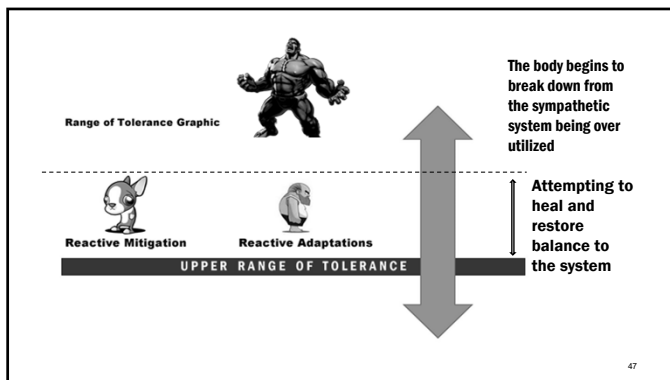 The body begins to
break down from
the sympathetic
system being over
utilized
Range of Tolerance Graphic
Attempting to
heal and
restore
balance to
the system
Reactive Mitigation
Reactive Adaptations
UPPER RANGE OF TOLERANCE
47